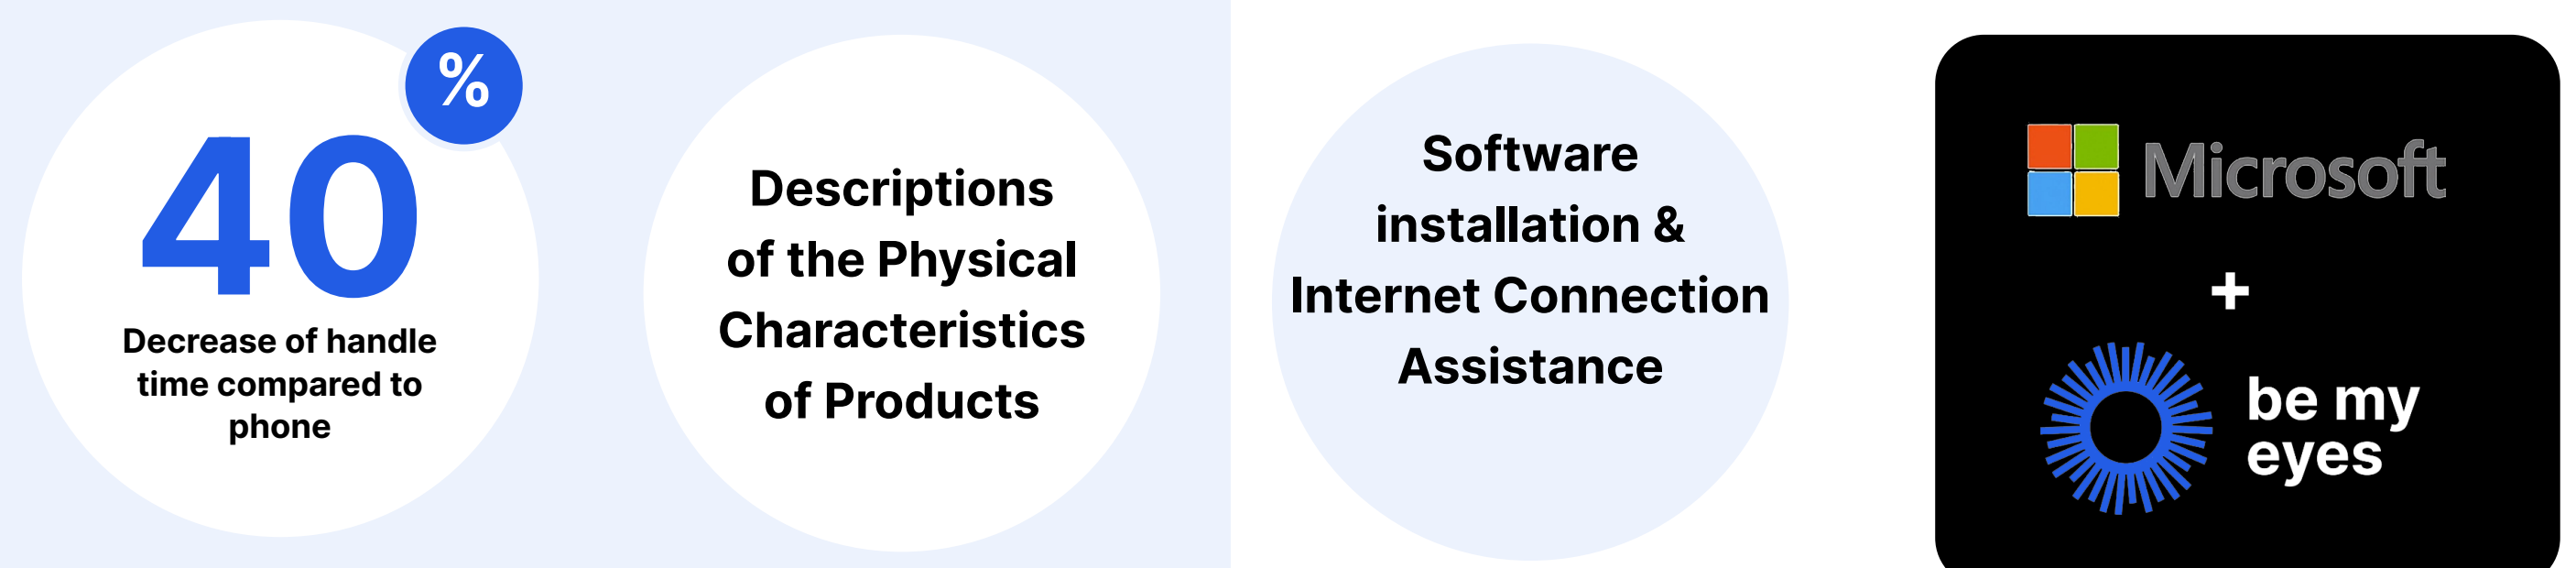 %
40
Decrease of handle
time compared to
phone
Descriptions
of the Physical
Characteristics
of Products
Software
installation &
Internet Connection
Assistance
Microsoft
+
be my
eyes